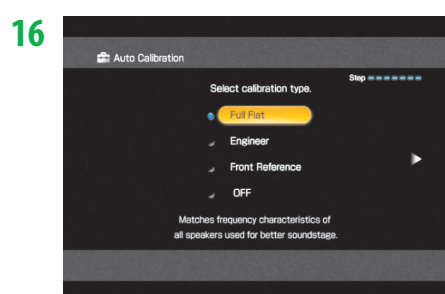 16
Auto Calibration
Step
Select calibration type.
Full Flat
Engineer
Front Reference
OFF
Matches frequency characteristics of
all speakers used for better soundstage.